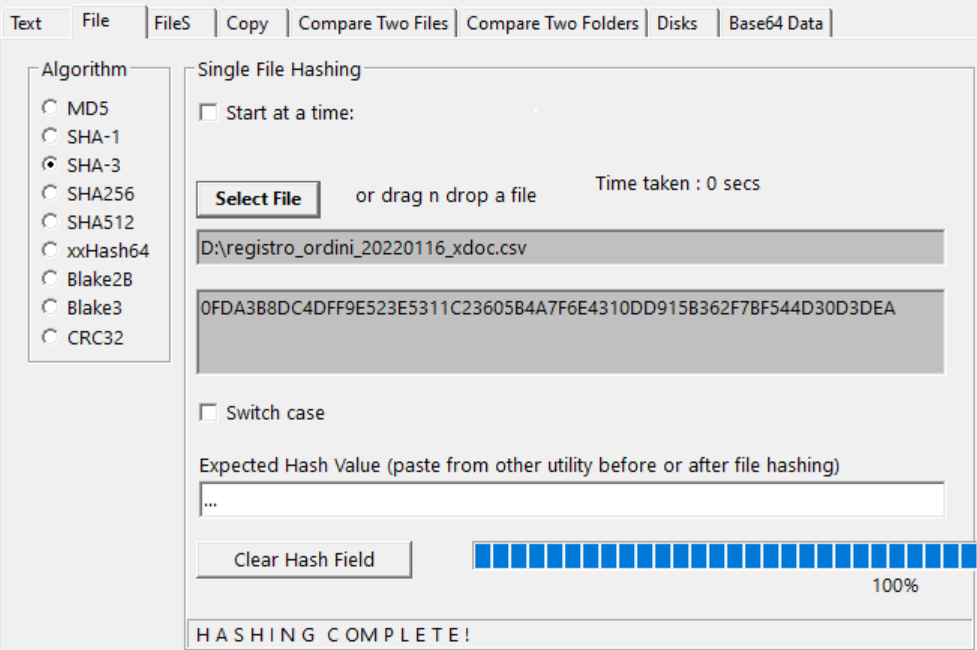 Text File FileS Copy Compare Two Files Compare Two Folders Disks Base64 Data
Algorithm
MD5
SHA-1
SHA-3
SHA256
SHA512
xxHash64
Blake2B
Blake3
CRC32
Single File Hashing
Start at a time:
Select File or drag n drop a file Time taken : 0 secs
D:\registro_ordini_20220116_xdoc.csv
0FDA3B8DC4DFF9E523E5311C23605B4A7F6E4310DD915B362F7BF544D30D3DEA
Switch case
Expected Hash Value (paste from other utility before or after file hashing)
...
Clear Hash Field
100%
HASHING COMPLETE!